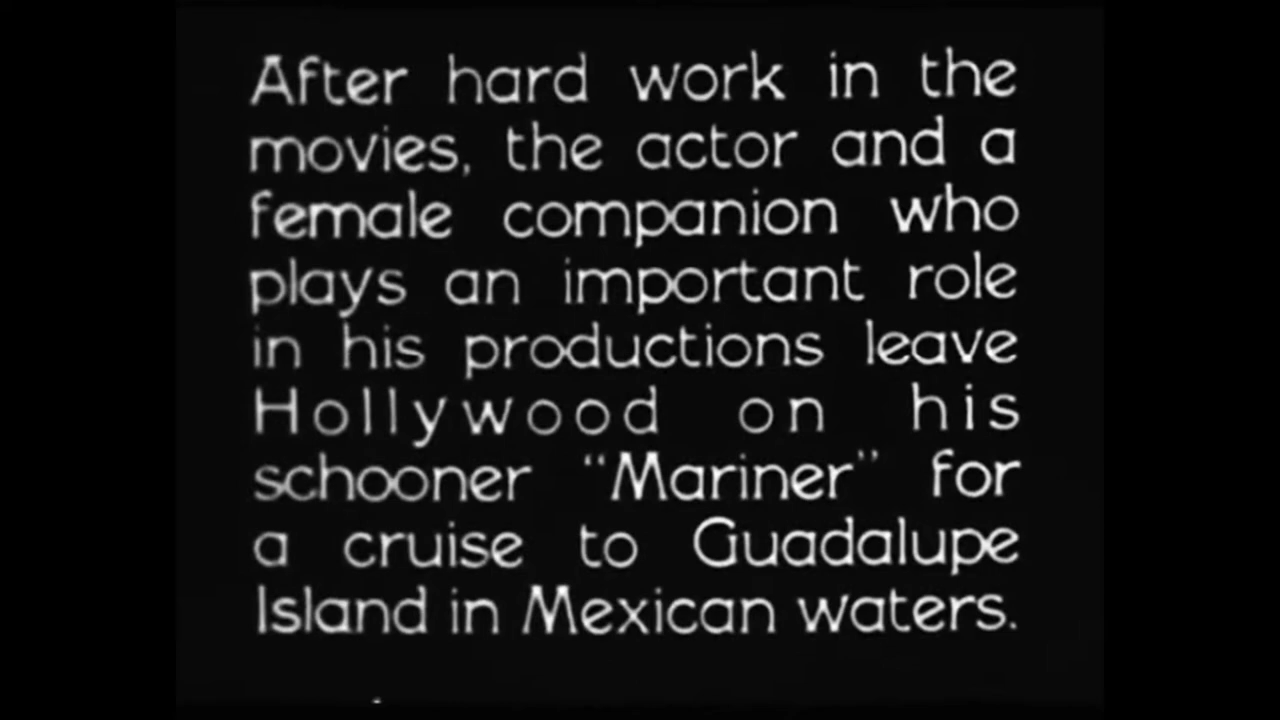 After hard work in the
movies, the actor and a
female companion who
plays an important role
in his productions leave
Hollywood on his
schooner "Mariner" for
a cruise to Guadalupe
Island in Mexican waters.